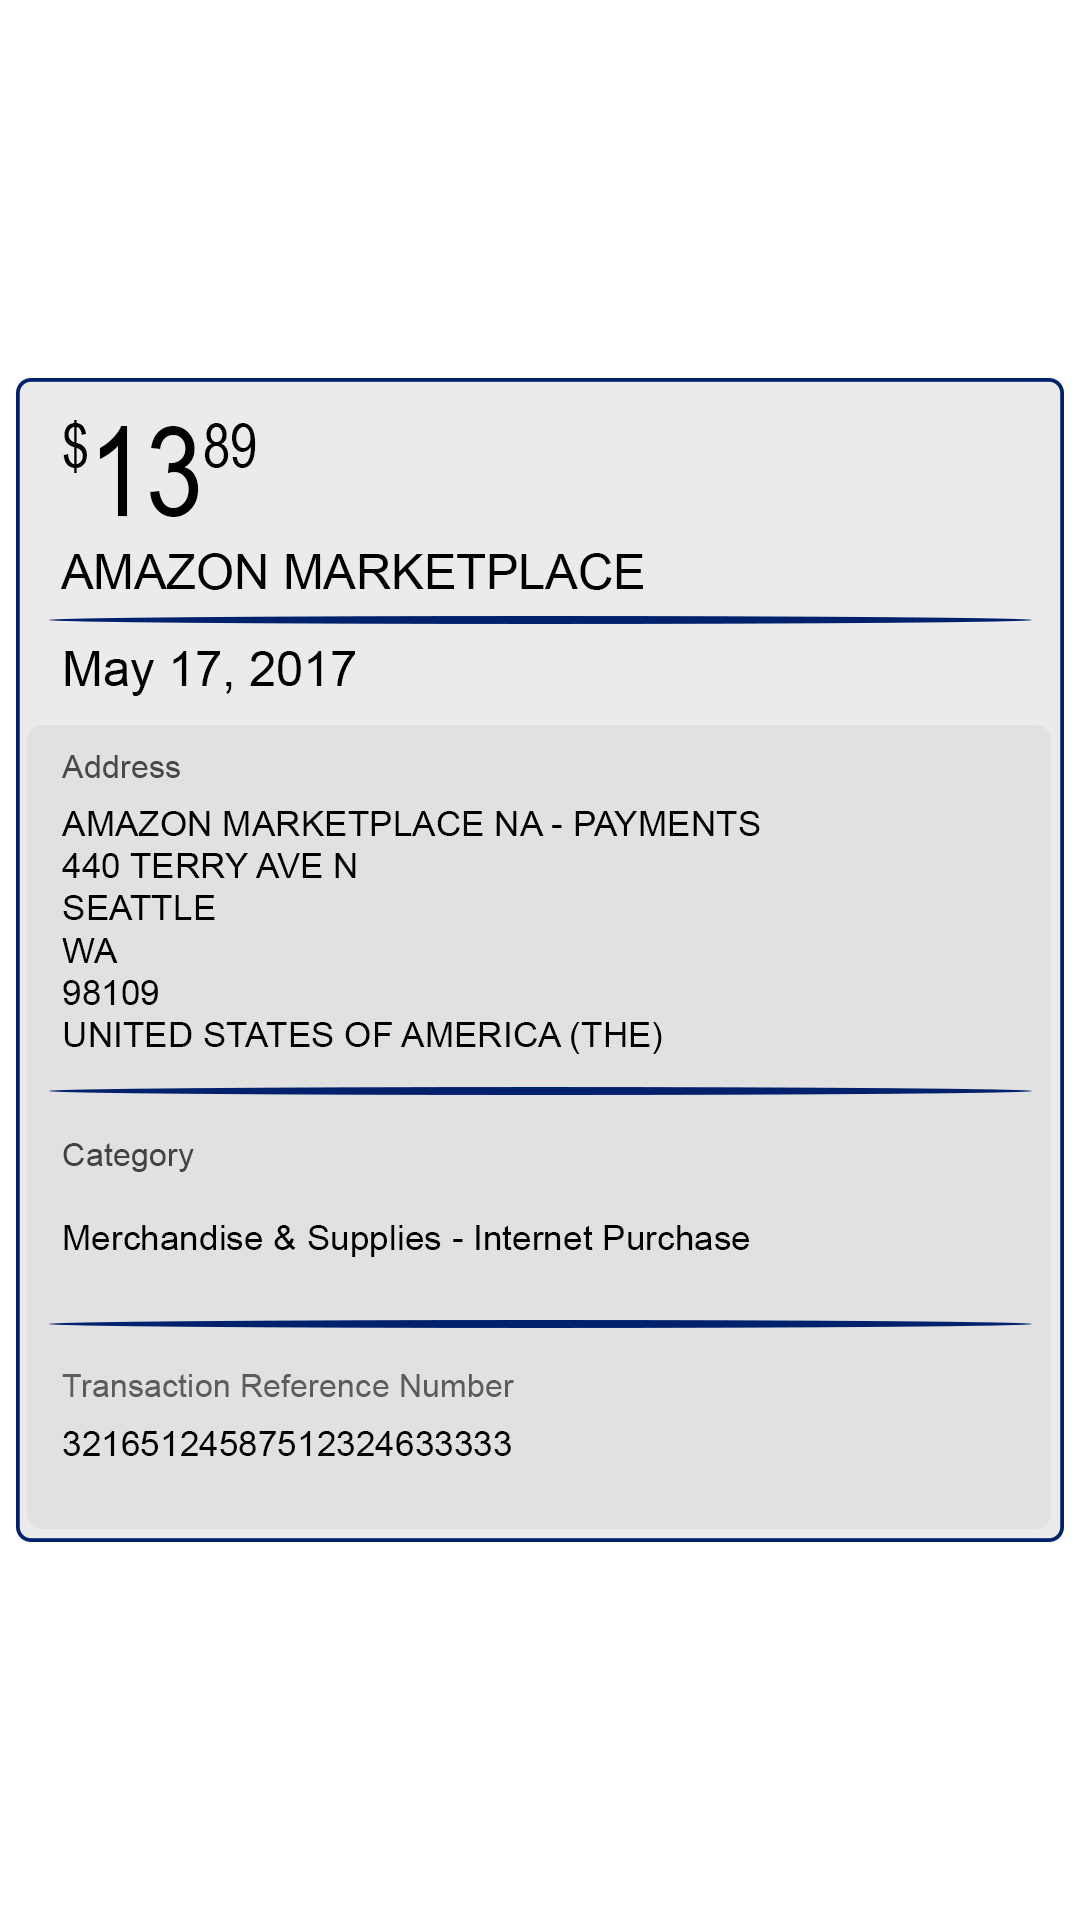 $13.89
AMAZON MARKETPLACE
May 17, 2017
Address
AMAZON MARKETPLACE NA - PAYMENTS
440 TERRY AVE N
SEATTLE
WA
98109
UNITED STATES OF AMERICA (THE)
Category
Merchandise & Supplies - Internet Purchase
Transaction Reference Number
32165124587512324633333